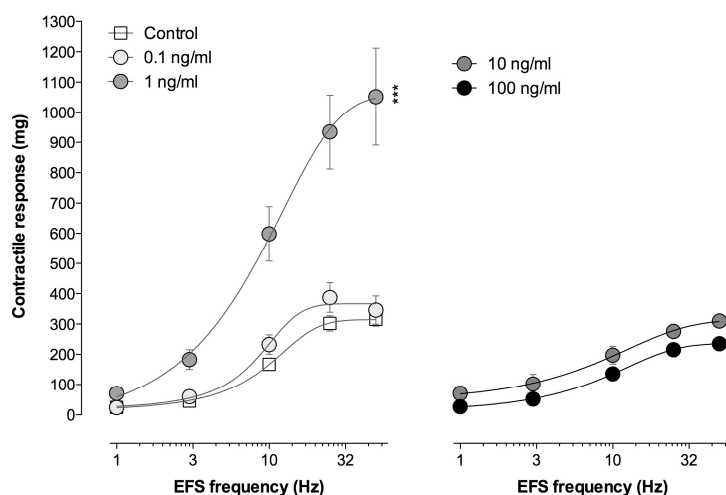 1300
1200
1100
1000
900
800
700
600
500
400
300
200
100
0
Contractile response (mg)
Control
0.1 ng/ml
1 ng/ml
***
1 3 10 32
EFS frequency (Hz)
10 ng/ml
100 ng/ml
1 3 10 32
EFS frequency (Hz)